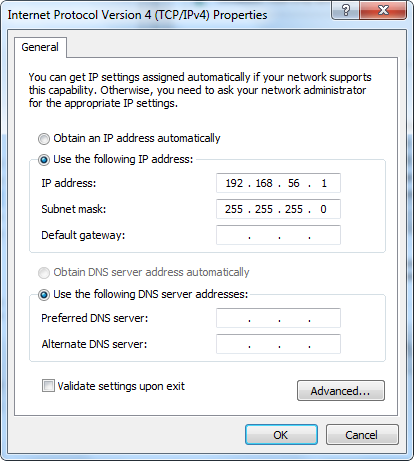 Internet Protocol Version 4 (TCP/IPv4) Properties
General
You can get IP settings assigned automatically if your network supports
this capability. Otherwise, you need to ask your network administrator
for the appropriate IP settings.
Obtain an IP address automatically
Use the following IP address:
IP address: 192 . 168 . 56 . 1
Subnet mask: 255 . 255 . 255 . 0
Default gateway: . . .
Obtain DNS server address automatically
Use the following DNS server addresses:
Preferred DNS server: . . .
Alternate DNS server: . . .
Validate settings upon exit
Advanced...
OK Cancel